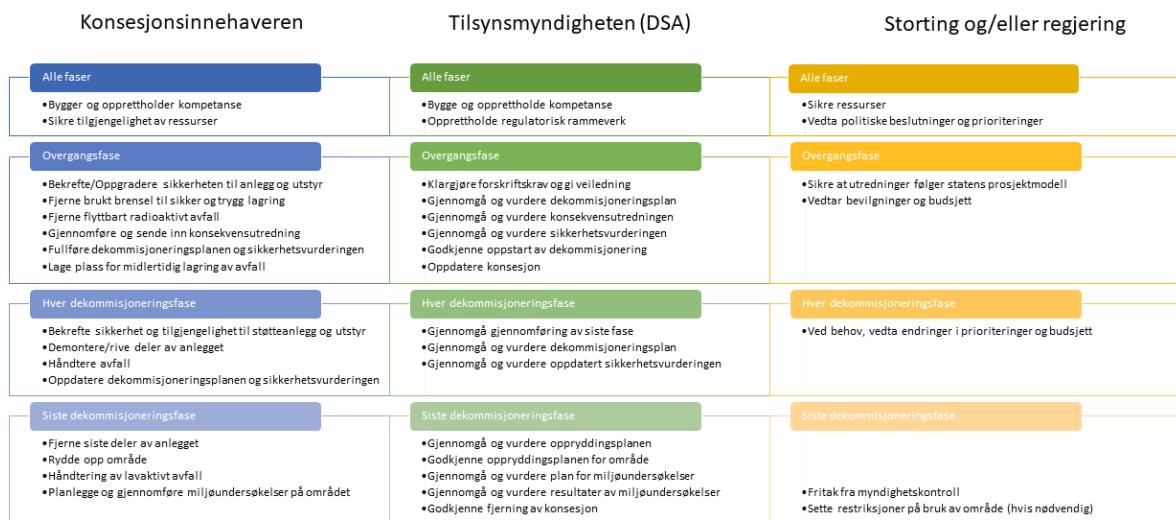 Konsesjonsinnehaveren
Alle faser
•Bygger og opprettholder kompetanse
•Sikre tilgjengelighet av ressurser
Overgangsfase
•Bekrefte/Oppgradere sikkerheten til anlegg og utstyr
•Fjerne brukt brensel til sikker og trygg lagring
•Fjerne flyttbart radioaktivt avfall
•Gjennomføre og sende inn konsekvensutredning
•Fullføre dekommisjoneringsplanen og sikkerhetsvurderingen
•Lage plass for midlertidig lagring av avfall
Hver dekommisjoneringsfase
•Bekrefte sikkerhet og tilgjengelighet til støtteanlegg og utstyr
•Demontere/rive deler av anlegget
•Håndtere avfall
•Oppdatere dekommisjoneringsplanen og sikkerhetsvurderingen
Siste dekommisjoneringsfase
•Fjerne siste deler av anlegget
•Rydde opp område
•Håndtering av lavaktivt avfall
•Planlegge og gjennomføre miljøundersøkelser på området
Tilsynsmyndigheten (DSA)
Alle faser
•Bygge og opprettholde kompetanse
•Opprettholde regulatorisk rammeverk
Overgangsfase
•Klargjøre forskriftskrav og gi veiledning
•Gjennomgå og vurdere dekommisjoneringsplan
•Gjennomgå og vurdere konsekvensutredningen
•Gjennomgå og vurdere sikkerhetsvurderingen
•Godkjenne oppstart av dekommisjonering
•Oppdatere konsesjon
Hver dekommisjoneringsfase
•Gjennomgå gjennomføring av siste fase
•Gjennomgå og vurdere dekommisjoneringsplan
•Gjennomgå og vurdere oppdatert sikkerhetsvurderingen
Siste dekommisjoneringsfase
•Gjennomgå og vurdere oppryddingsplanen
•Godkjenne oppryddingsplanen for område
•Gjennomgå og vurdere plan for miljøundersøkelser
•Gjennomgå og vurdere resultater av miljøundersøkelser
•Godkjenne fjerning av konsesjon
Storting og/eller regjering
Alle faser
•Sikre ressurser
•Vedta politiske beslutninger og prioriteringer
Overgangsfase
•Sikre at utredninger følger statens prosjektmodell
•Vedtar bevilgninger og budsjett
Hver dekommisjoneringsfase
•Ved behov, vedta endringer i prioriteringer og budsjett
Siste dekommisjoneringsfase
•Fritak fra myndighetskontroll
•Sette restriksjoner på bruk av område (hvis nødvendig)